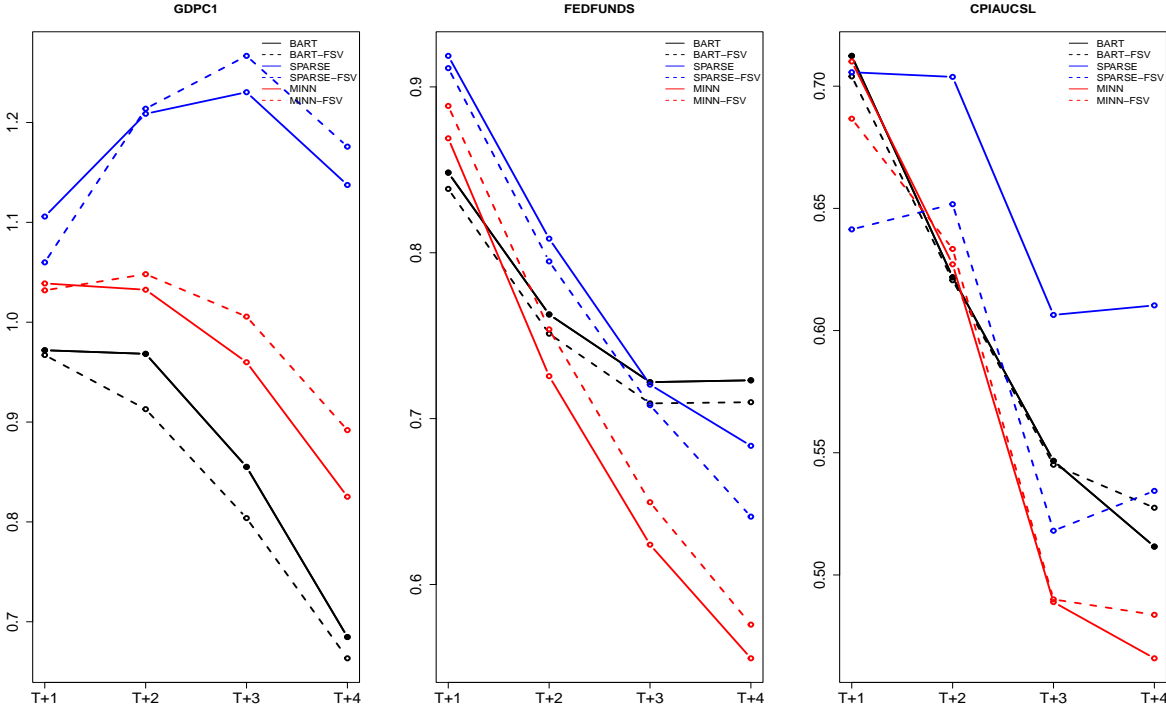 GDPC1
BART
BART−FSV
SPARSE
SPARSE−FSV
MINN
MINN−FSV
1.2
1.1
1.0
0.9
0.8
0.7
T+1 T+2 T+3 T+4
FEDFUNDS
BART
BART−FSV
SPARSE
SPARSE−FSV
MINN
MINN−FSV
0.9
0.8
0.7
0.6
T+1 T+2 T+3 T+4
CPIAUCSL
BART
BART−FSV
SPARSE
SPARSE−FSV
MINN
MINN−FSV
0.70
0.65
0.60
0.55
0.50
T+1 T+2 T+3 T+4